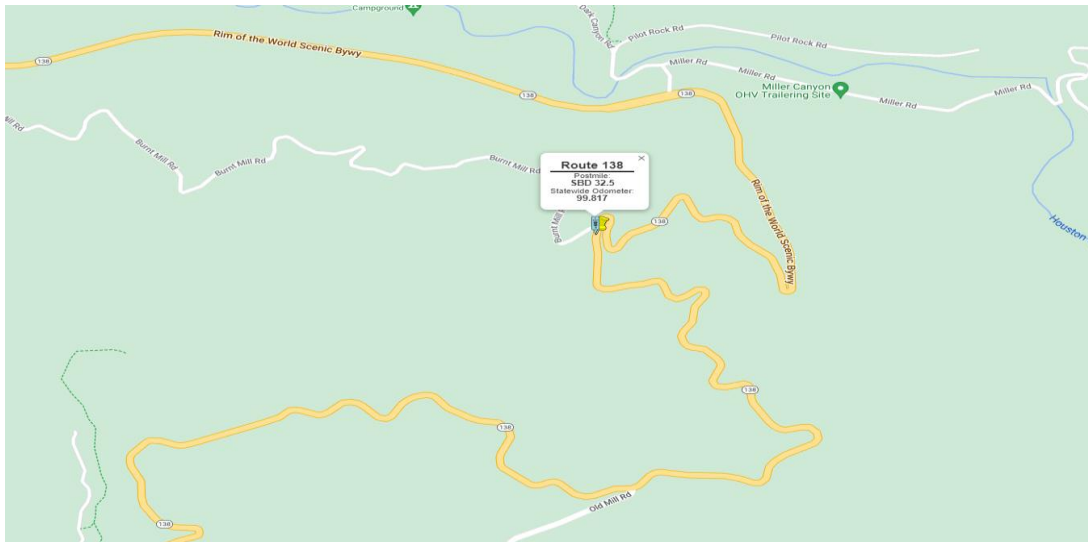 Campground
Rim of the World Scenic Bywy
138
Dark Canyon Rd
Pilot Rock Rd
Pilot Rock Rd
Miller Rd
Miller Rd
Miller Canyon
OHV Trailering Site
Miller Rd
Miller Rd
138
138
Burnt Mill Rd
Burnt Mill Rd
Burnt Mill Rd
Route 138
Postmile:
SBD 32.5
Statewide Odometer:
99.817
138
Rim of the World Scenic Bywy
Houston
138
138
Old Mill Rd
138